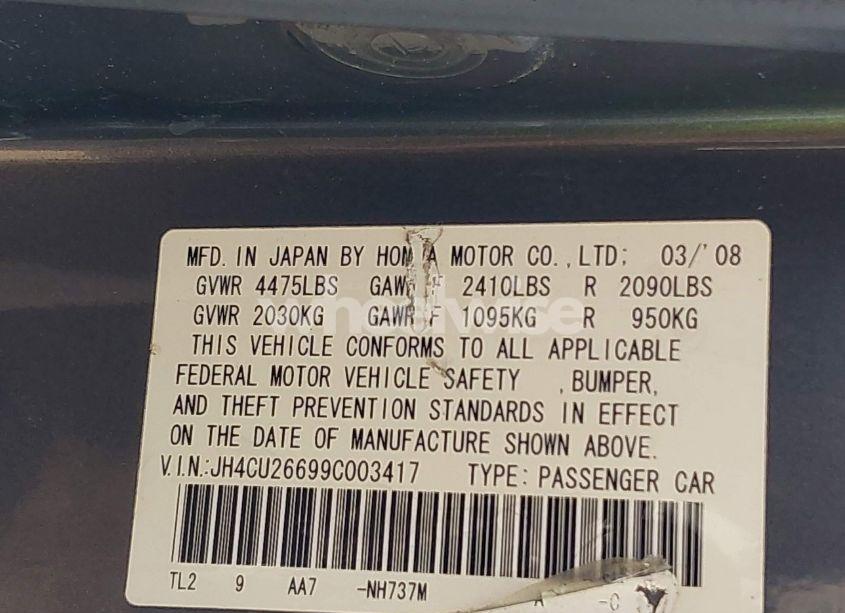 MFD. IN JAPAN BY HONDA MOTOR CO., LTD; 03/'08
GVWR 4475LBS GAWR F 2410LBS R 2090LBS
GVWR 2030KG GAWR F 1095KG R 950KG
wheelwise
THIS VEHICLE CONFORMS TO ALL APPLICABLE
FEDERAL MOTOR VEHICLE SAFETY , BUMPER,
AND THEFT PREVENTION STANDARDS IN EFFECT
ON THE DATE OF MANUFACTURE SHOWN ABOVE.
V.I.N.:JH4CU26699C003417 TYPE: PASSENGER CAR
TL2 9 AA7 -NH737M A -C